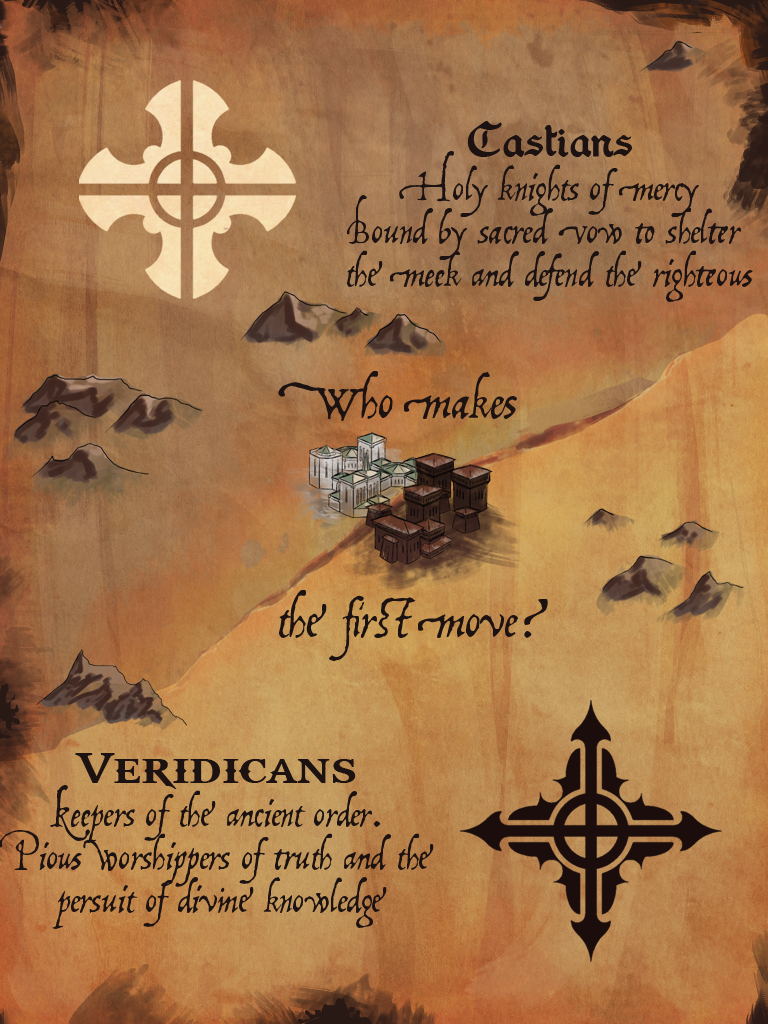 Castians
Holy knights of mercy
Bound by sacred vow to shelter
the meek and defend the righteous
Who makes
the first move?
VERIDICANS
keepers of the ancient order.
Pious worshippers of truth and the
persuit of divine knowledge